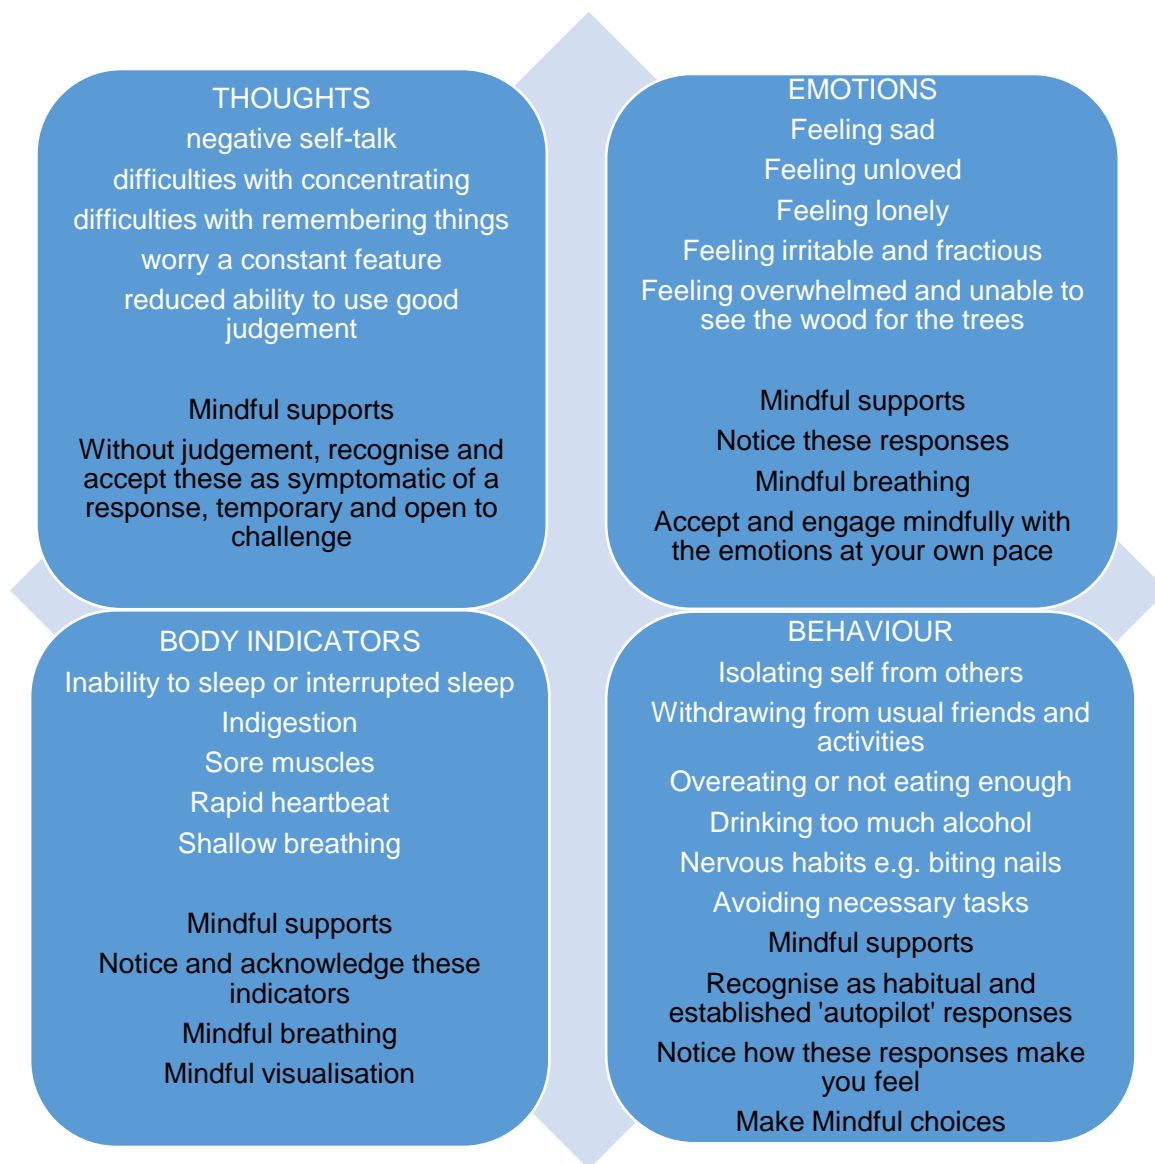 THOUGHTS
negative self-talk
difficulties with concentrating
difficulties with remembering things
worry a constant feature
reduced ability to use good
judgement
Mindful supports
Without judgement, recognise and
accept these as symptomatic of a
response, temporary and open to
challenge
EMOTIONS
Feeling sad
Feeling unloved
Feeling lonely
Feeling irritable and fractious
Feeling overwhelmed and unable to
see the wood for the trees
Mindful supports
Notice these responses
Mindful breathing
Accept and engage mindfully with
the emotions at your own pace
BODY INDICATORS
Inability to sleep or interrupted sleep
Indigestion
Sore muscles
Rapid heartbeat
Shallow breathing
Mindful supports
Notice and acknowledge these
indicators
Mindful breathing
Mindful visualisation
BEHAVIOUR
Isolating self from others
Withdrawing from usual friends and
activities
Overeating or not eating enough
Drinking too much alcohol
Nervous habits e.g. biting nails
Avoiding necessary tasks
Mindful supports
Recognise as habitual and
established 'autopilot' responses
Notice how these responses make
you feel
Make Mindful choices